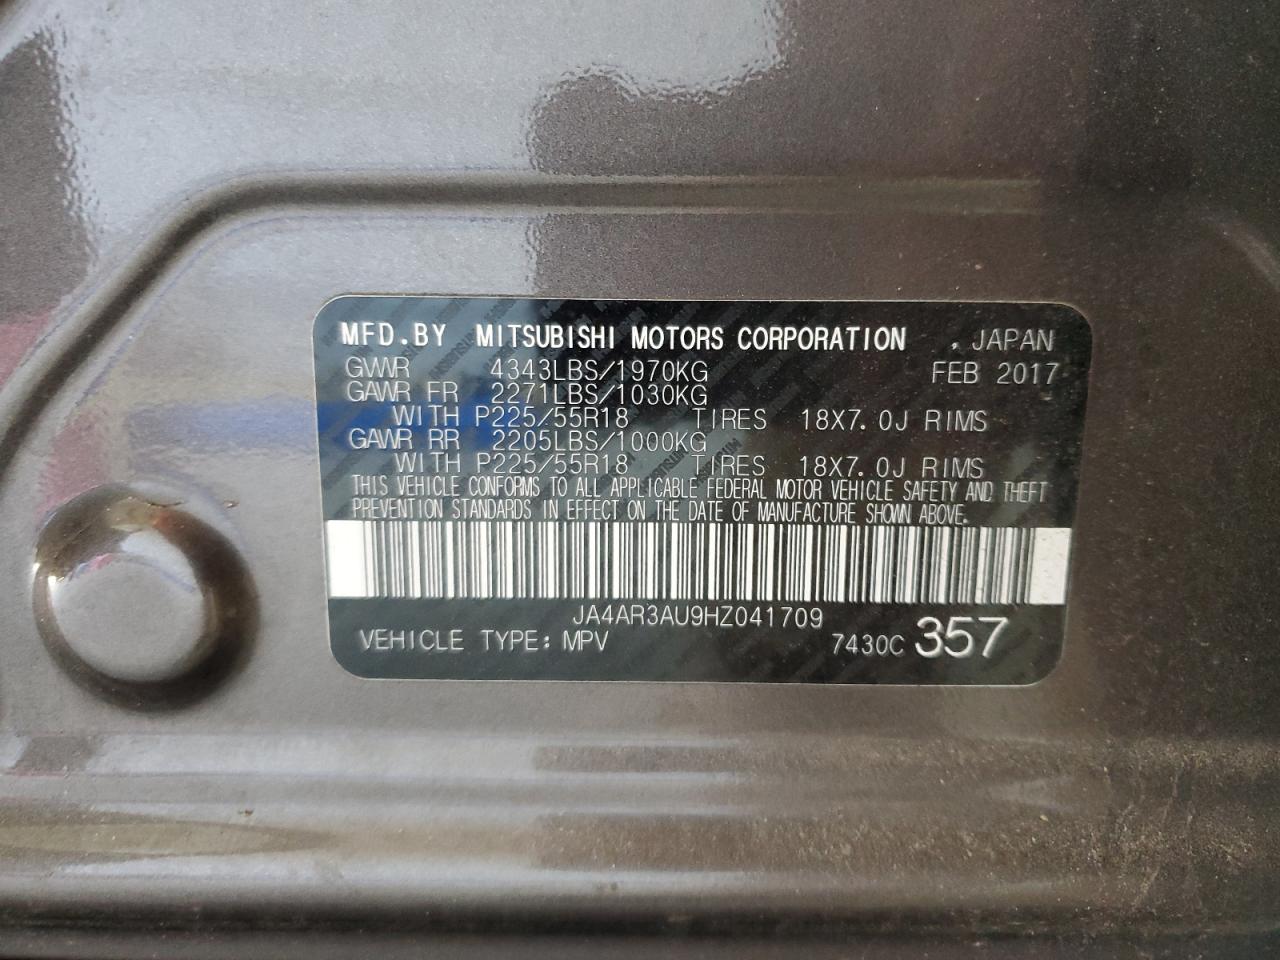 MFD.BY MITSUBISHI MOTORS CORPORATION , JAPAN
GVWR 4343LBS/1970KG FEB 2017
GAWR FR 2271LBS/1030KG
WITH P225/55R18 TIRES 18X7.0J RIMS
GAWR RR 2205LBS/1000KG
WITH P225/55R18 TIRES 18X7.0J RIMS
THIS VEHICLE CONFORMS TO ALL APPLICABLE FEDERAL MOTOR VEHICLE SAFETY AND THEFT
PREVENTION STANDARDS IN EFFECT ON THE DATE OF MANUFACTURE SHOWN ABOVE.
JA4AR3AU9HZ041709
VEHICLE TYPE: MPV 7430C 357